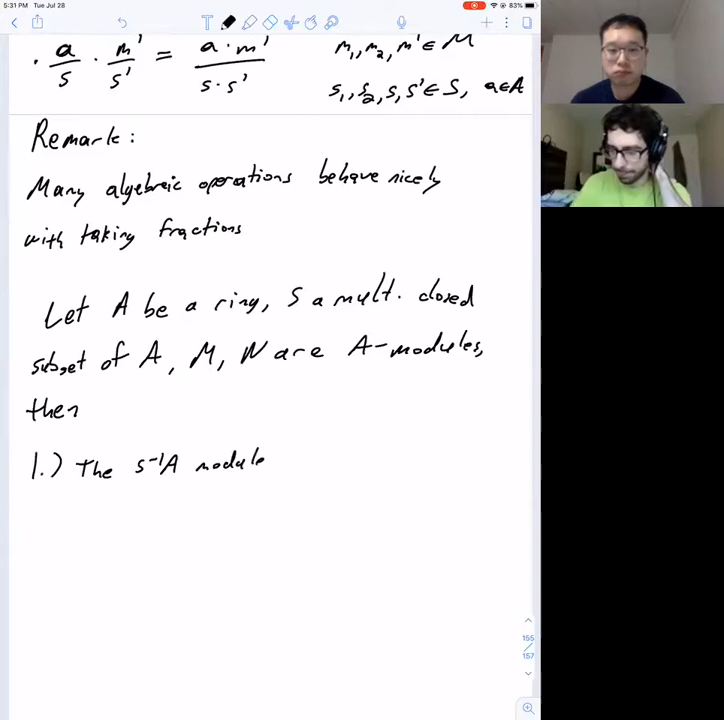 5:31 PM Tue Jul 28
83%
· a/s · m'/s' = a·m'/s·s'
m₁, m₂, m' ∈ M
s₁, s₂, s, s' ∈ S, a∈A
Remark:
Many algebraic operations behave nicely
with taking fractions
Let A be a ring, S a mult. closed
subset of A, M, N are A-modules,
then
1.) The S⁻¹A module
155
157